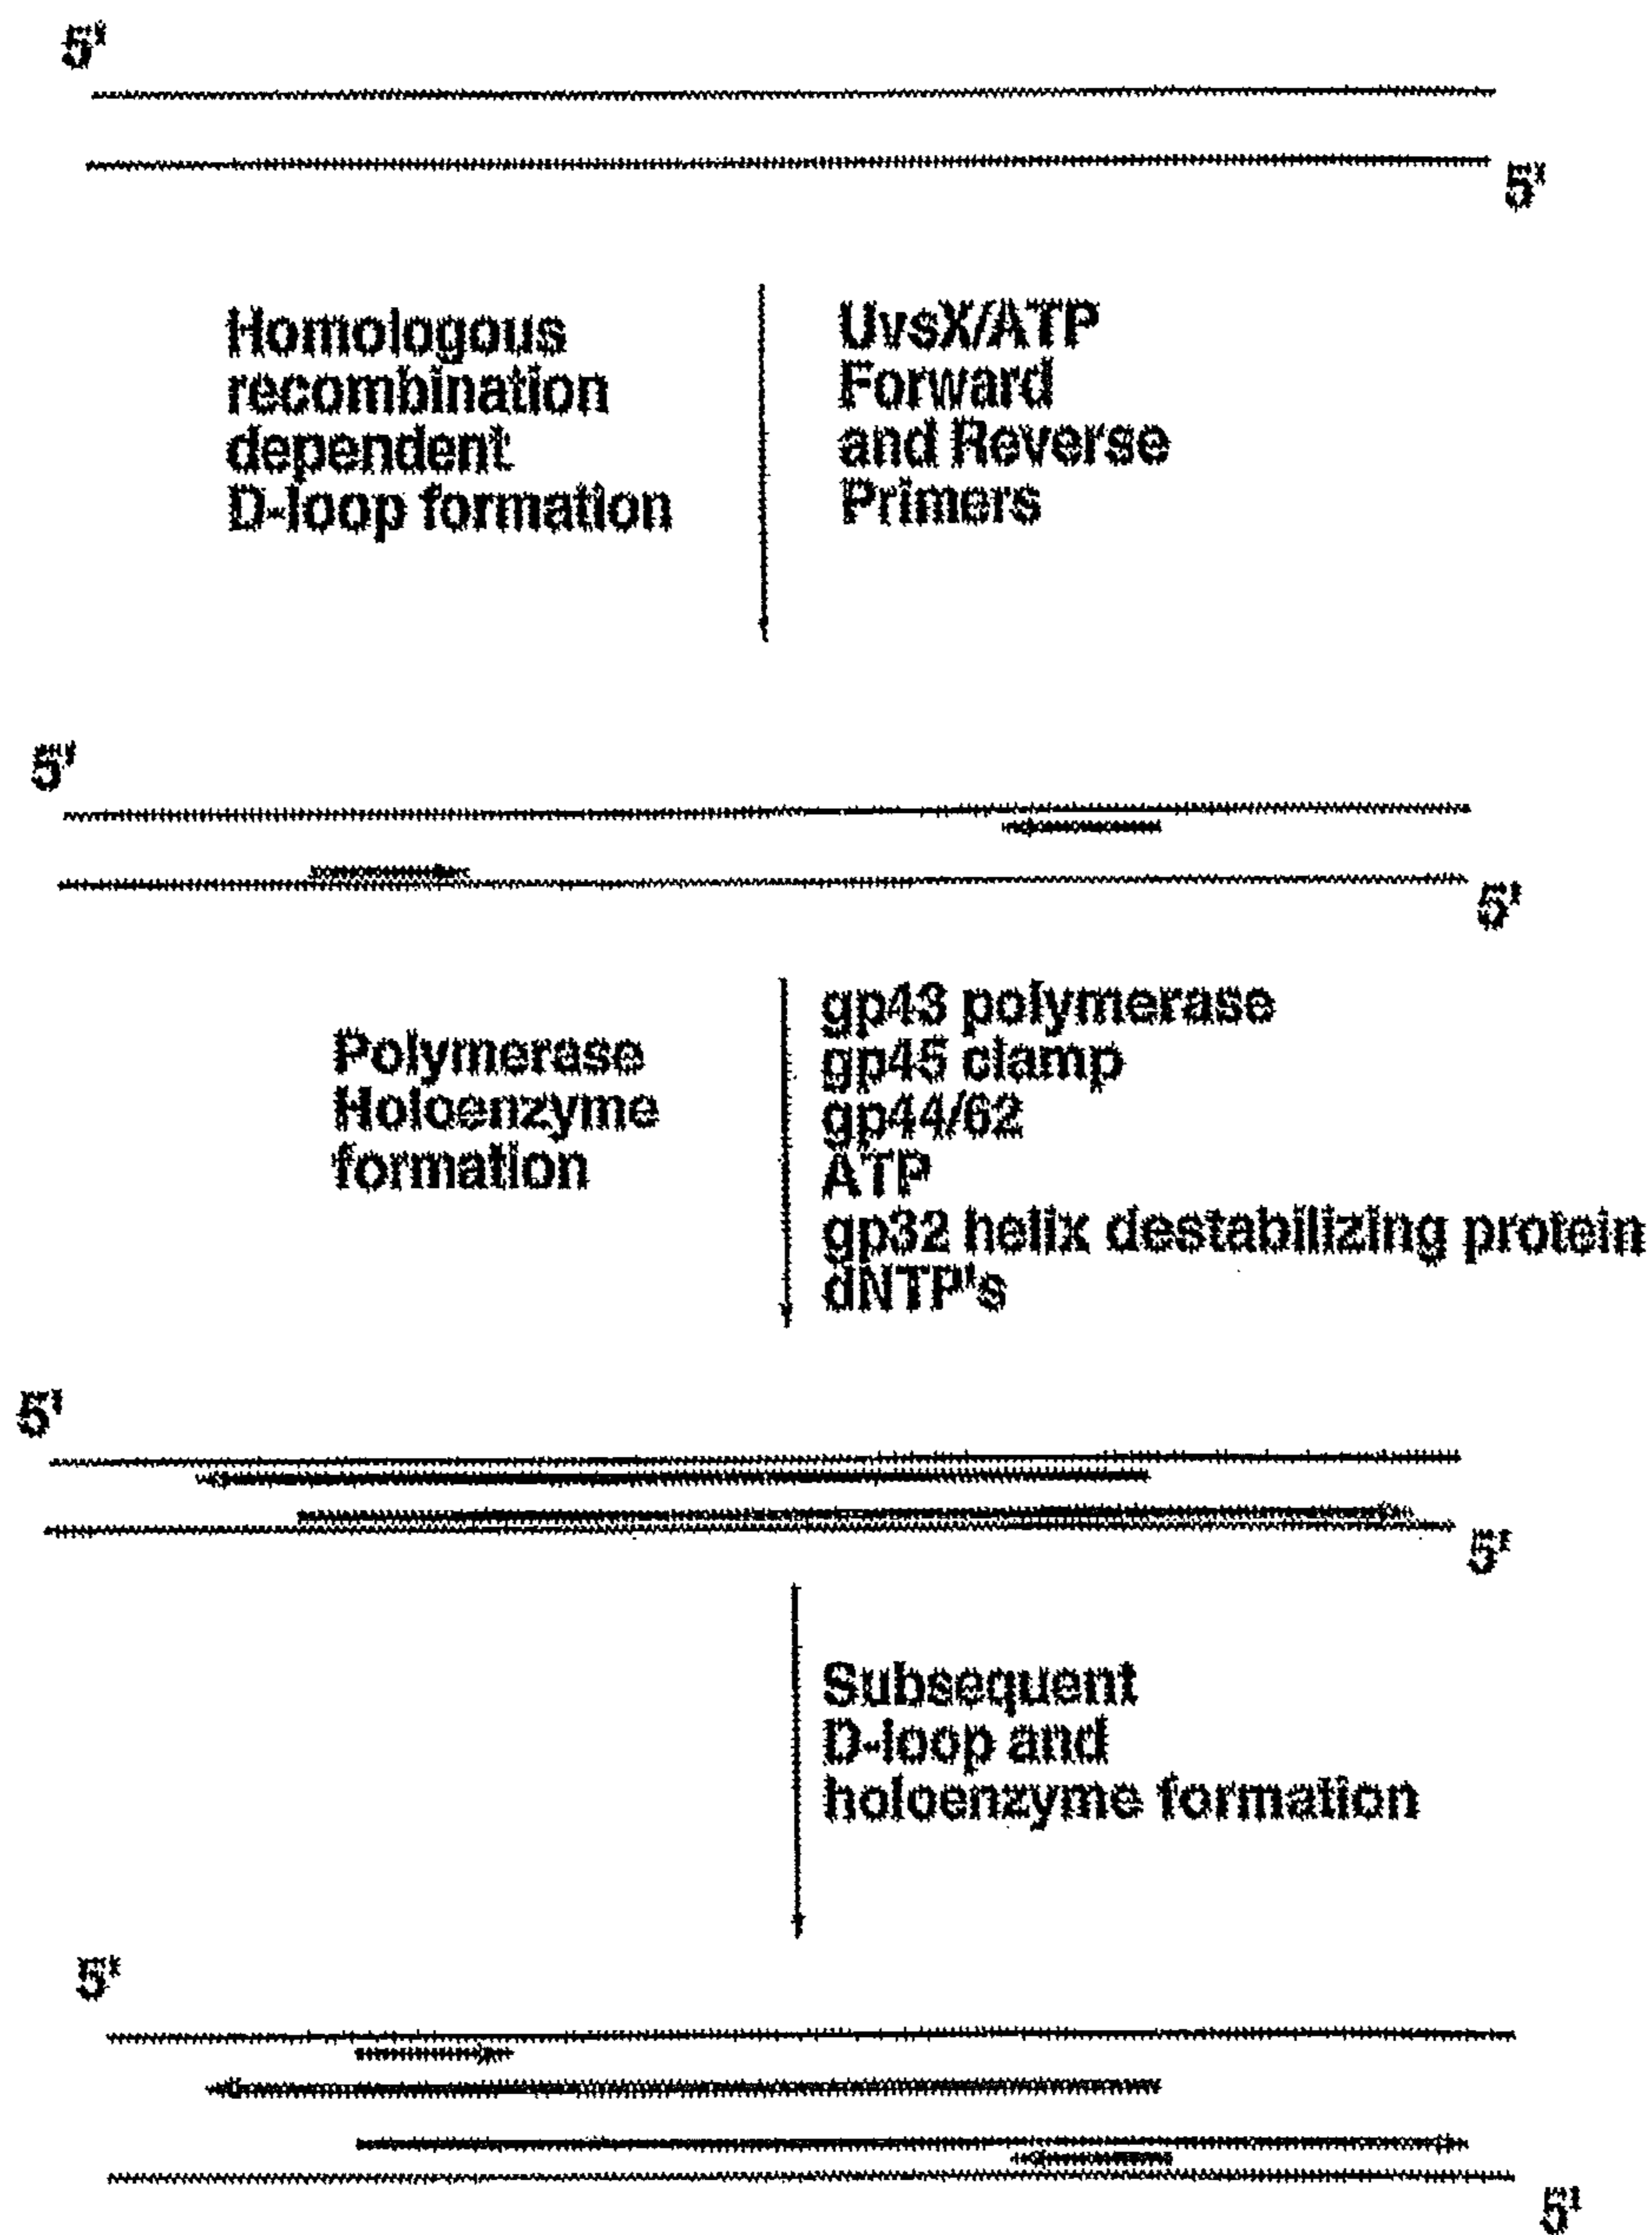 5'
5'
Homologous
recombination
dependent
D-loop formation
UvsX/ATP
Forward
and Reverse
Primers
5'
5'
Polymerase
Holoenzyme
formation
gp43 polymerase
gp45 clamp
gp44/62
ATP
gp32 helix destabilizing protein
dNTP's
5'
5'
Subsequent
D-loop and
holoenzyme formation
5'
5'